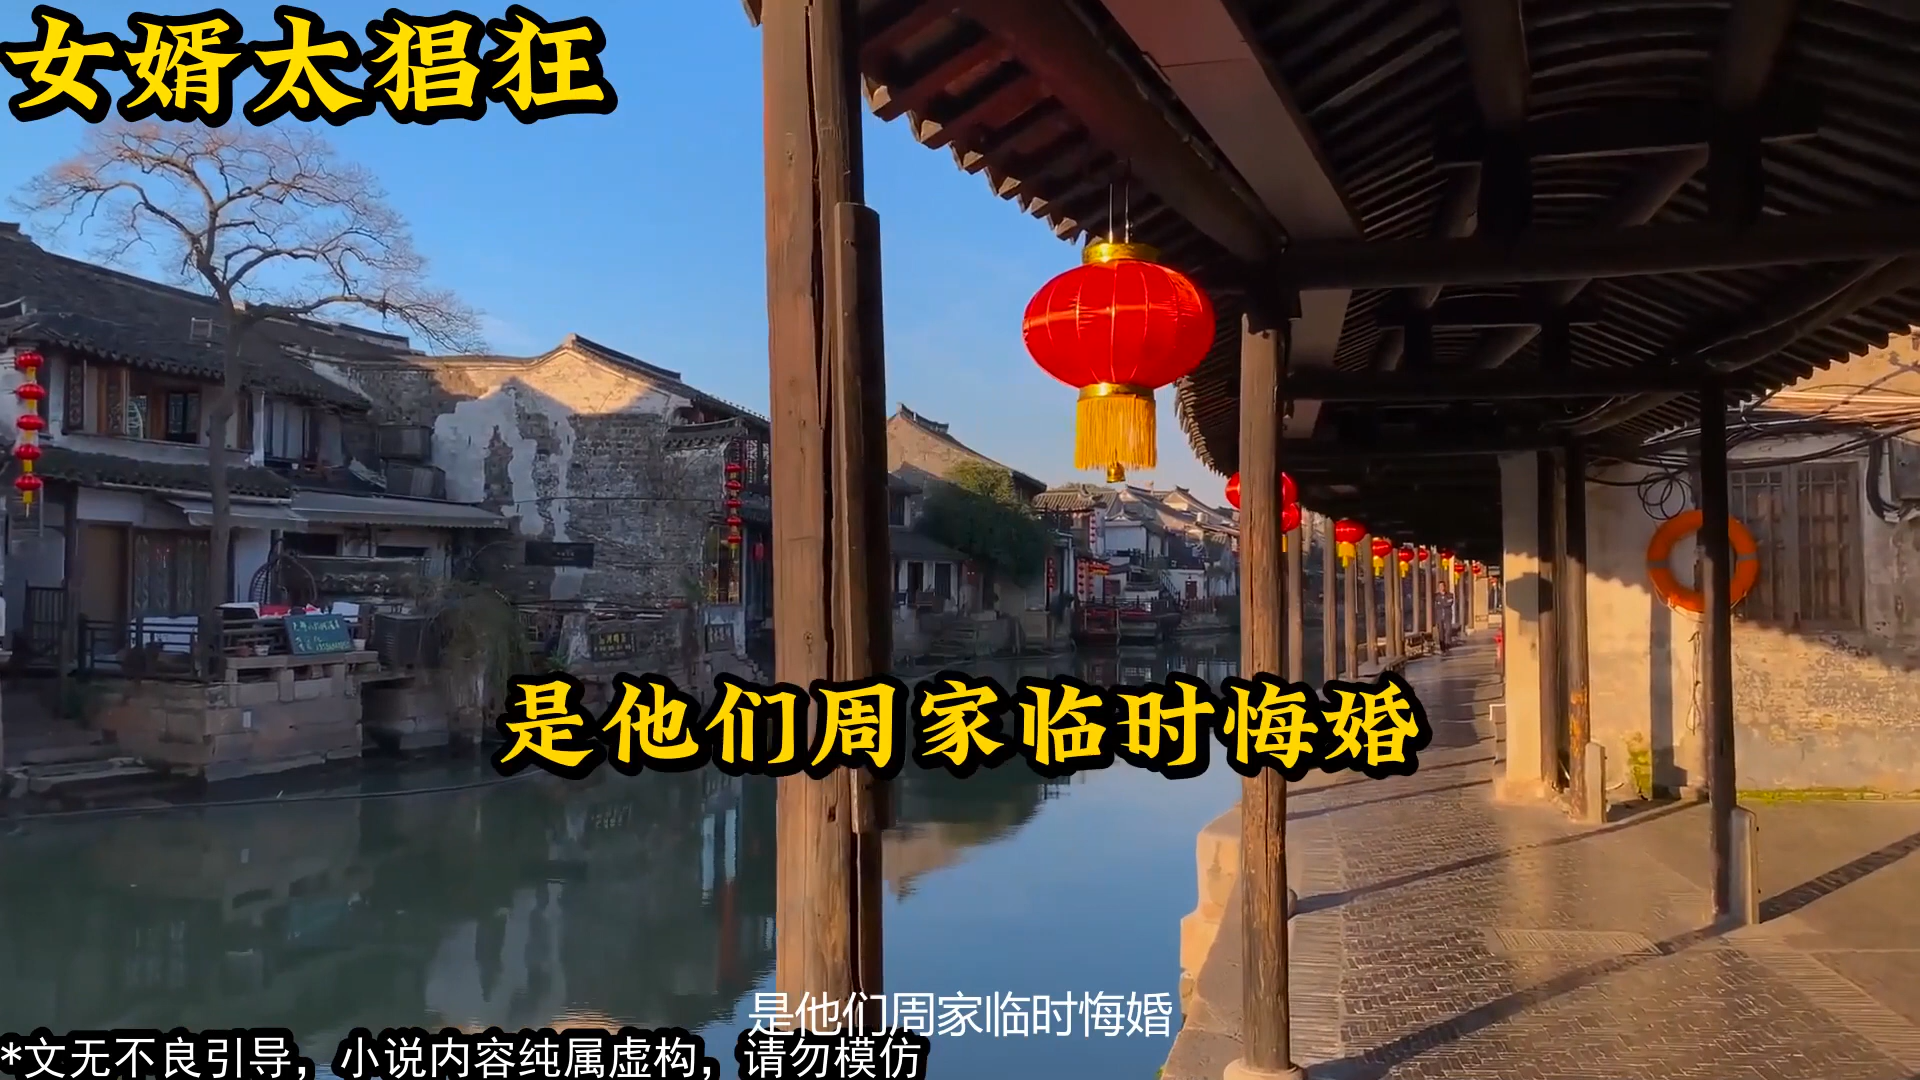 女婿太猖狂
是他们周家临时悔婚
是他们周家临时悔婚
*文无不良引导，小说内容纯属虚构，请勿模仿